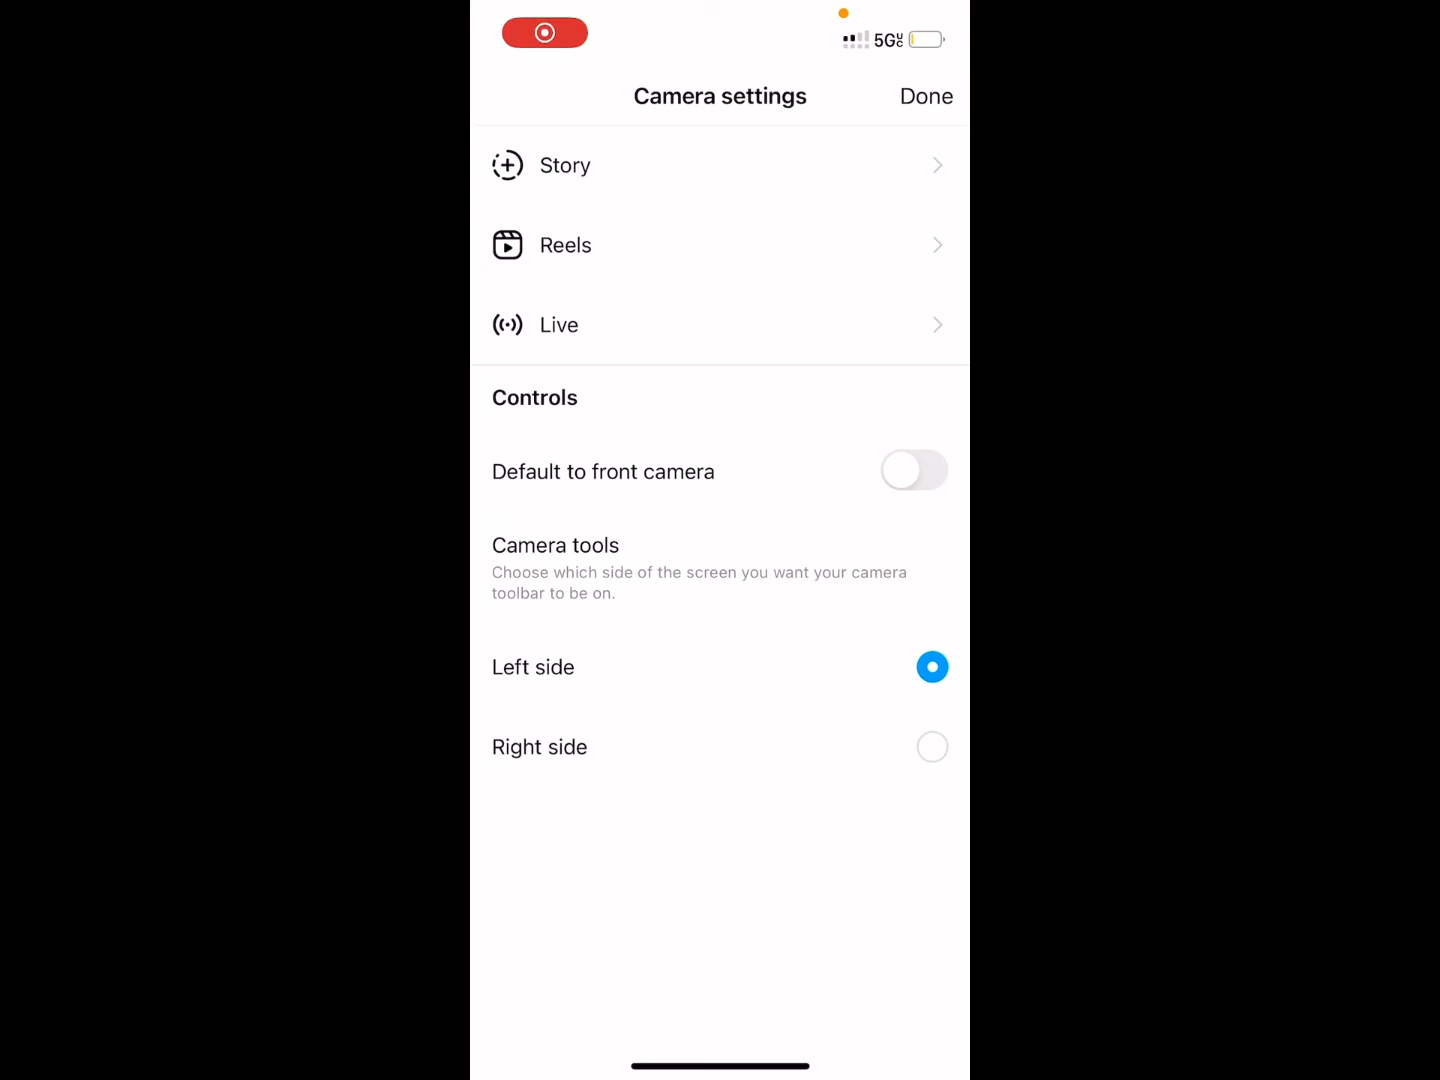 5G UC
Camera settings
Done
Story
Reels
Live
Controls
Default to front camera
Camera tools
Choose which side of the screen you want your camera
toolbar to be on.
Left side
Right side